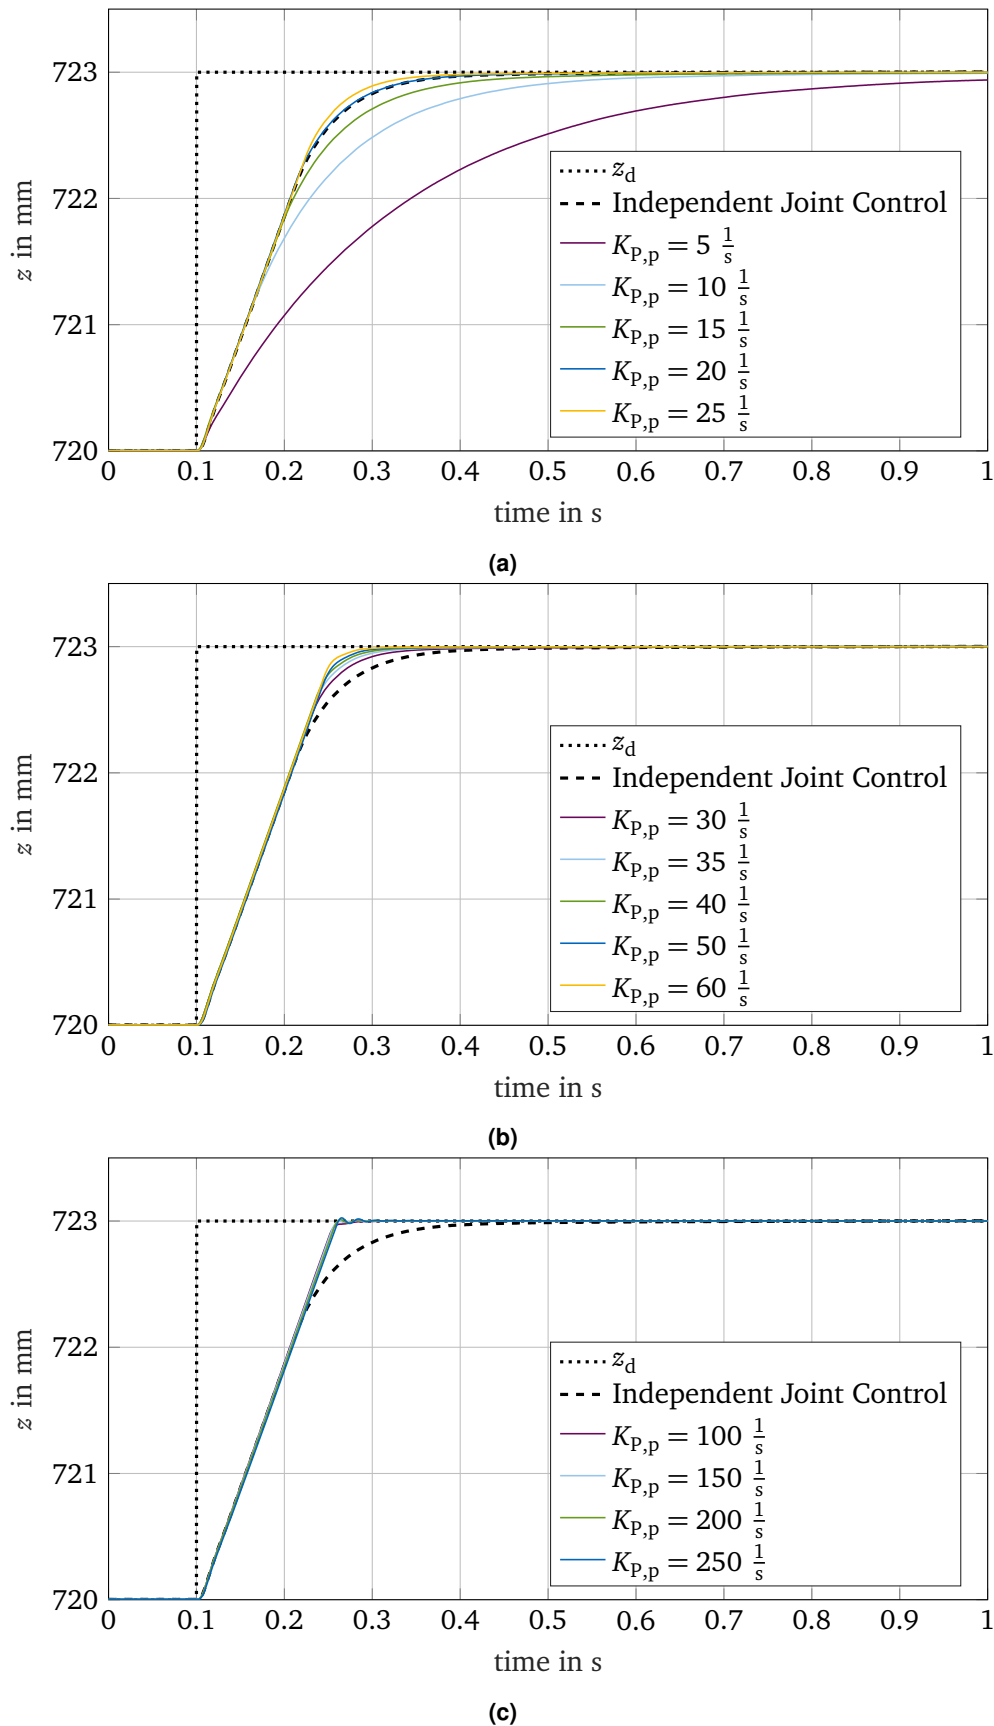 723
722
721
720
z in mm
0 0.1 0.2 0.3 0.4 0.5 0.6 0.7 0.8 0.9 1
time in s
z_d
Independent Joint Control
K_P,p = 5 1/s
K_P,p = 10 1/s
K_P,p = 15 1/s
K_P,p = 20 1/s
K_P,p = 25 1/s
(a)
723
722
721
720
z in mm
0 0.1 0.2 0.3 0.4 0.5 0.6 0.7 0.8 0.9 1
time in s
z_d
Independent Joint Control
K_P,p = 30 1/s
K_P,p = 35 1/s
K_P,p = 40 1/s
K_P,p = 50 1/s
K_P,p = 60 1/s
(b)
723
722
721
720
z in mm
0 0.1 0.2 0.3 0.4 0.5 0.6 0.7 0.8 0.9 1
time in s
z_d
Independent Joint Control
K_P,p = 100 1/s
K_P,p = 150 1/s
K_P,p = 200 1/s
K_P,p = 250 1/s
(c)